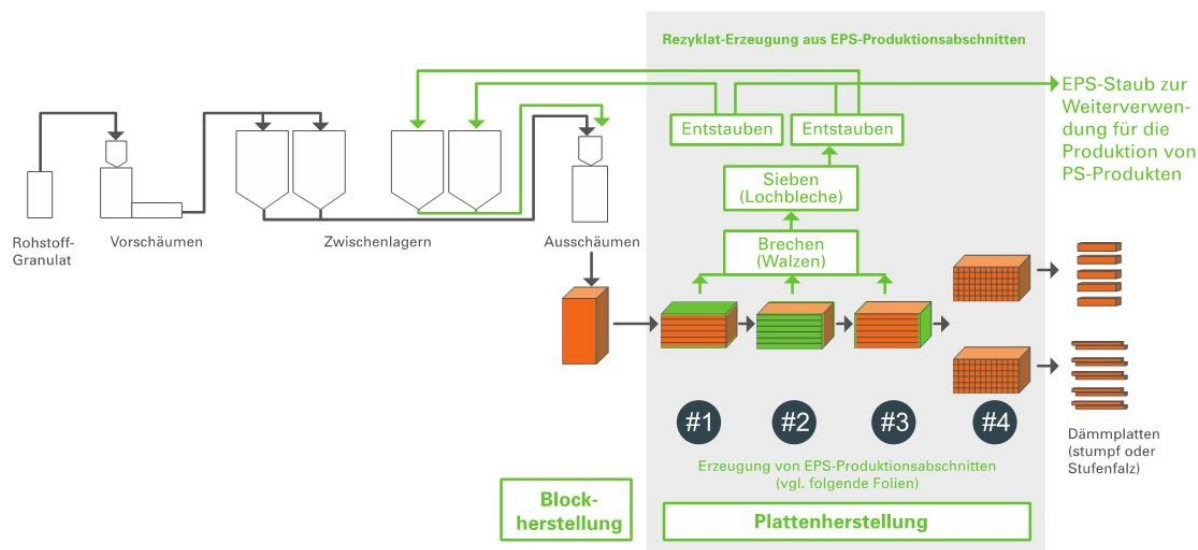 Rezyklat-Erzeugung aus EPS-Produktionsabschnitten
EPS-Staub zur
Weiterverwen-
dung für die
Produktion von
PS-Produkten
Entstauben
Entstauben
Sieben
(Lochbleche)
Brechen
(Walzen)
Rohstoff-
Granulat
Vorschäumen
Zwischenlagern
Ausschäumen
#1
#2
#3
#4
Dämmplatten
(stumpf oder
Stufenfalz)
Erzeugung von EPS-Produktionsabschnitten
(vgl. folgende Folien)
Block-
herstellung
Plattenherstellung